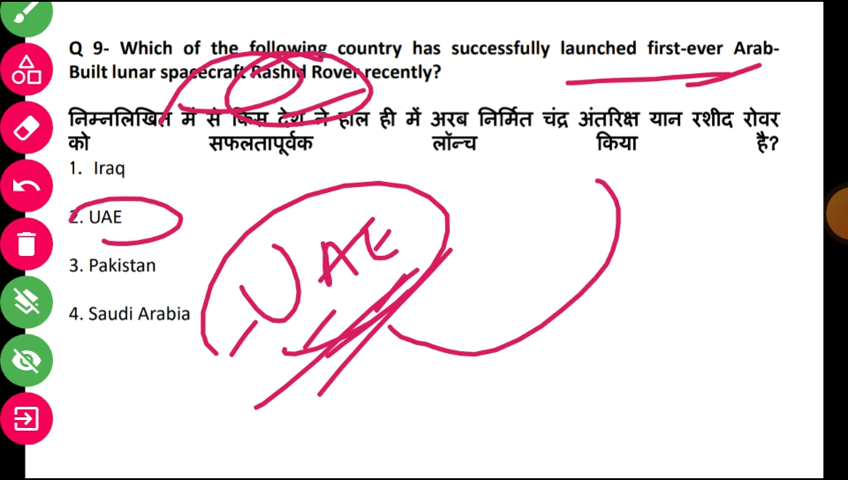 Q 9- Which of the following country has successfully launched first-ever Arab-
Built lunar spacecraft Rashid Rover recently?
निम्नलिखित में से किस देश ने हाल ही में अरब निर्मित चंद्र अंतरिक्ष यान रशीद रोवर
को सफलतापूर्वक लॉन्च किया है?
1. Iraq
2. UAE
UAE
3. Pakistan
4. Saudi Arabia